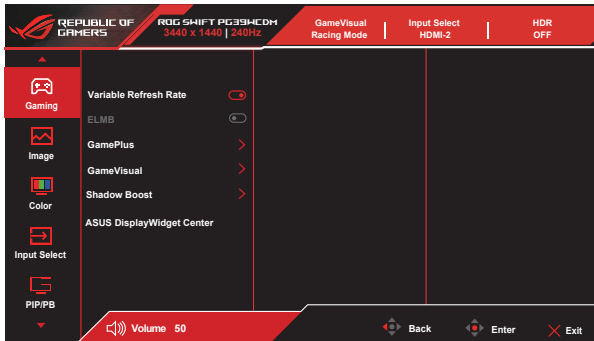 REPUBLIC OF
GAMERS
ROG SWIFT PG39WCDM
3440 x 1440 | 240Hz
GameVisual
Racing Mode
Input Select
HDMI-2
HDR
OFF
Gaming
Image
Color
Input Select
PIP/PB
Variable Refresh Rate
ELMB
GamePlus
GameVisual
Shadow Boost
ASUS DisplayWidget Center
Volume 50
Back
Enter
Exit